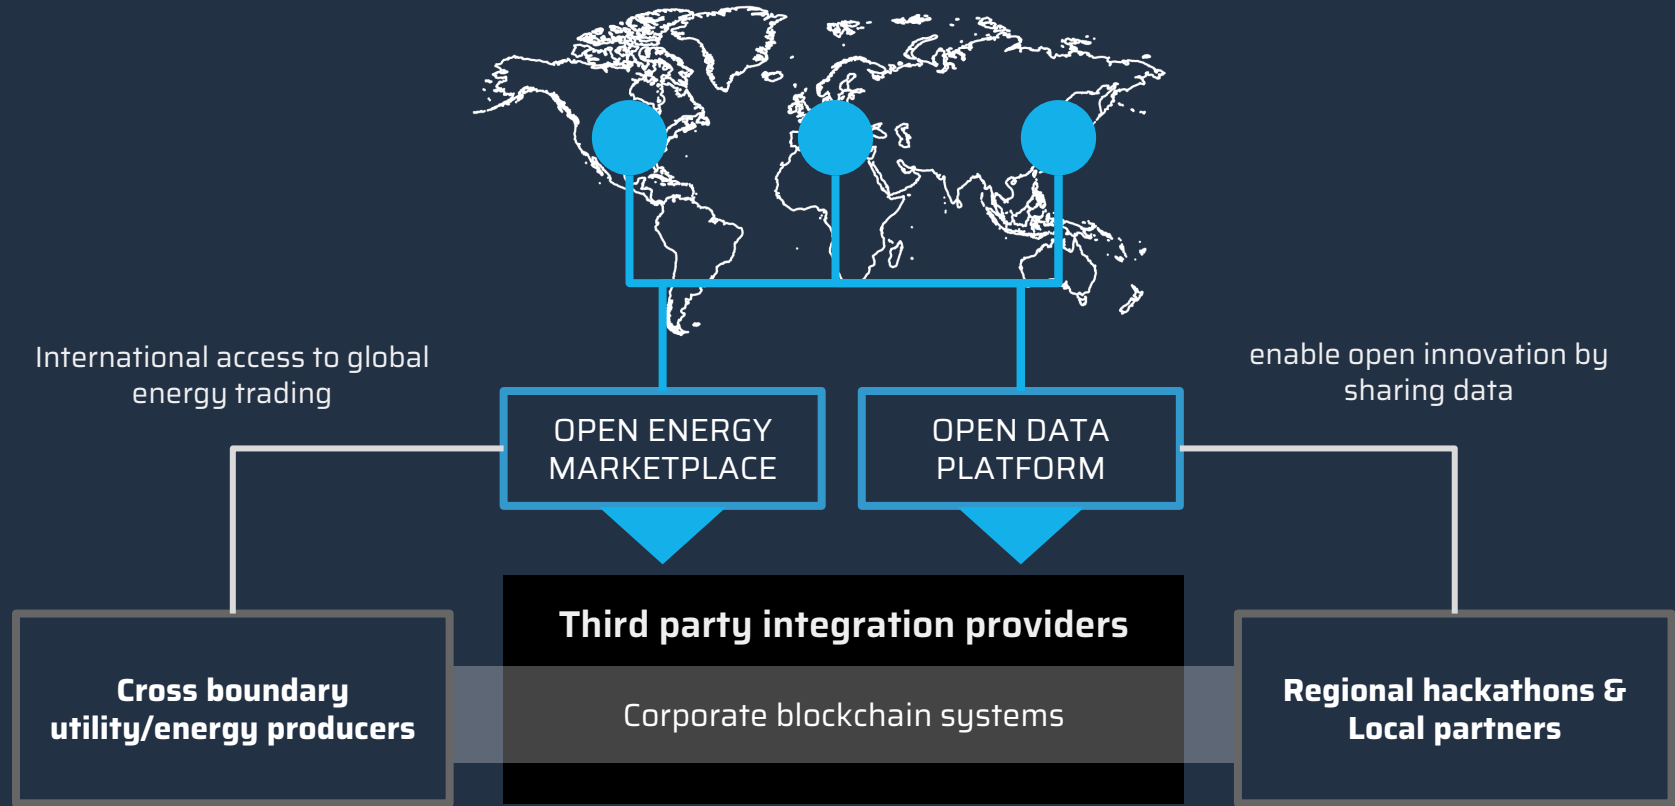 International access to global
energy trading
enable open innovation by
sharing data
OPEN ENERGY
MARKETPLACE
OPEN DATA
PLATFORM
Third party integration providers
Corporate blockchain systems
Cross boundary
utility/energy producers
Regional hackathons &
Local partners